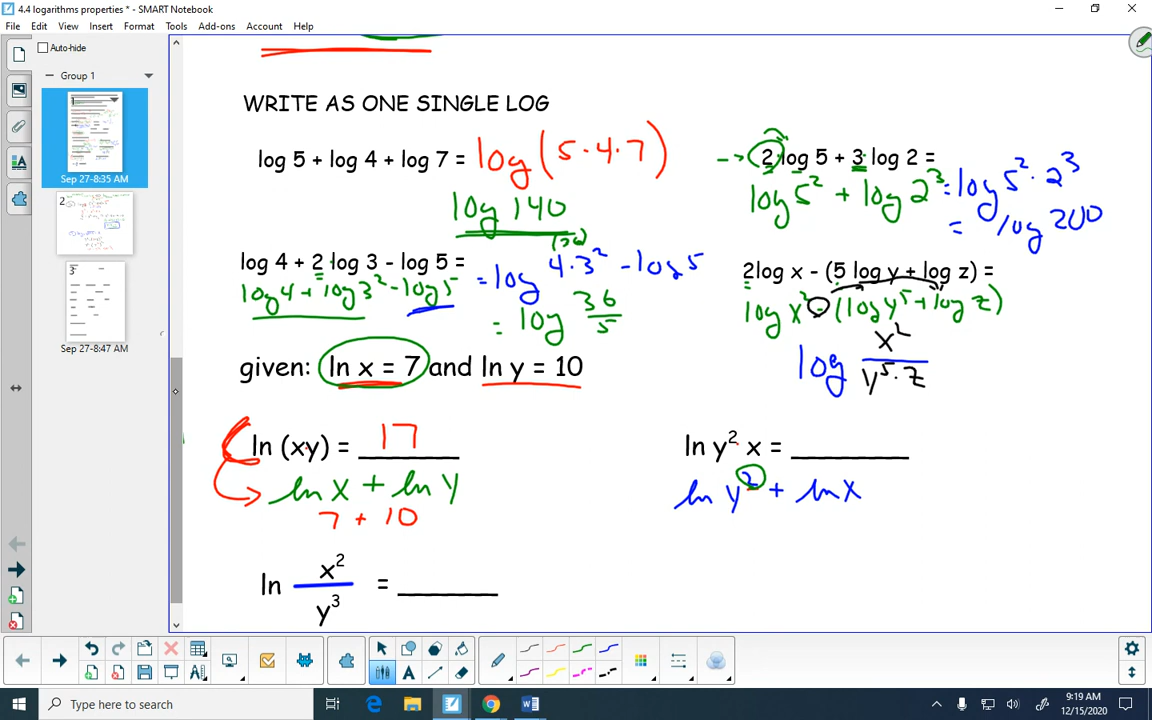 4.4 logarithms properties * - SMART Notebook
File Edit View Insert Format Tools Add-ons Account Help
Auto-hide
Group 1
Sep 27-8:35 AM
2
3
Sep 27-8:47 AM
WRITE AS ONE SINGLE LOG
log 5 + log 4 + log 7 = log (5·4·7)
log 140
2 log 5 + 3 log 2 =
log 5² + log 2³ = log 5² · 2³
= log 200
log 4 + 2 log 3 - log 5 = = log 4·3² - log 5
log 4 + log 3² - log 5
= log 36/5
2log x - (5 log y + log z) =
log x² - (log y⁵ + log z)
log x²/y⁵·z
given: ln x = 7 and ln y = 10
ln (xy) = 17
ln x + ln y
7 + 10
ln y² x = ________
ln y² + ln x
ln x²/y³ = ________
Type here to search
9:19 AM
12/15/2020